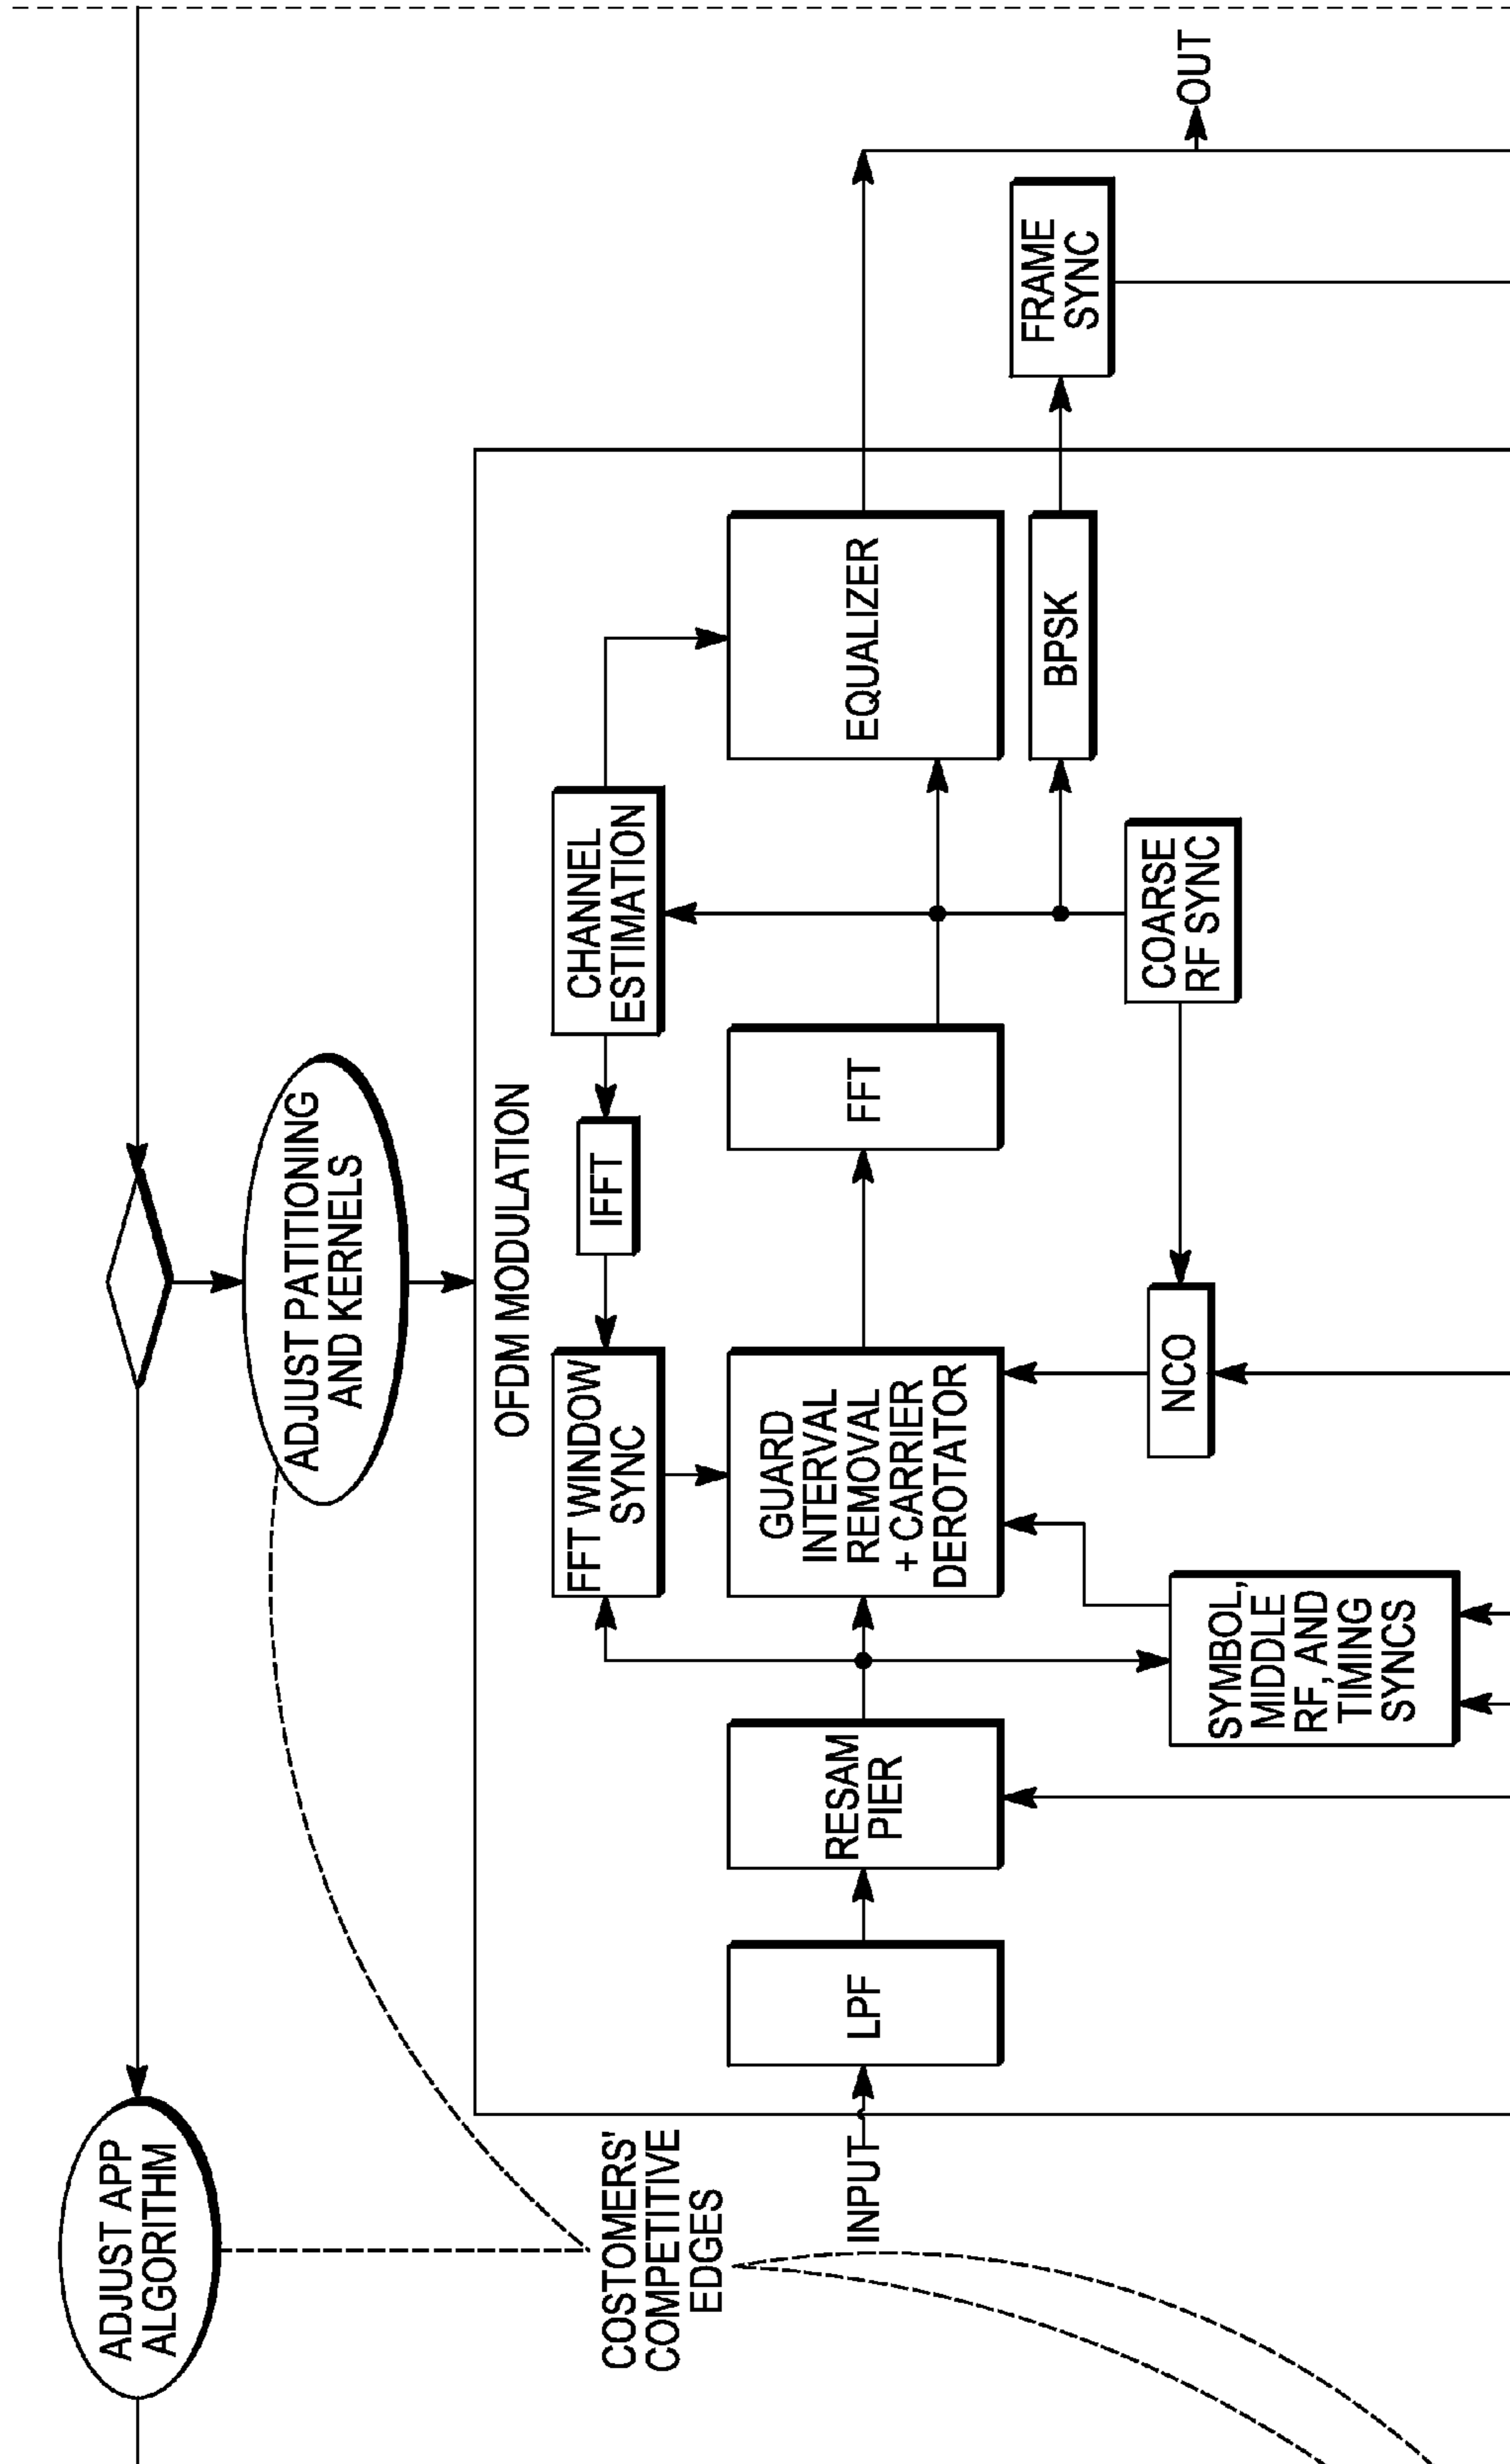 ADJUST APP
ALGORITHM
ADJUST PATITIONING
AND KERNELS
COSTOMERS'
COMPETITIVE
EDGES
OFDM MODULATION
FFT WINDOW
SYNC
IFFT
CHANNEL
ESTIMATION
INPUT
LPF
RESAM
PIER
GUARD
INTERVAL
REMOVAL
+ CARRIER
DEROTATOR
FFT
EQUALIZER
BPSK
FRAME
SYNC
OUT
SYMBOL,
MIDDLE
RF, AND
TIMING
SYNCS
NCO
COARSE
RF SYNC